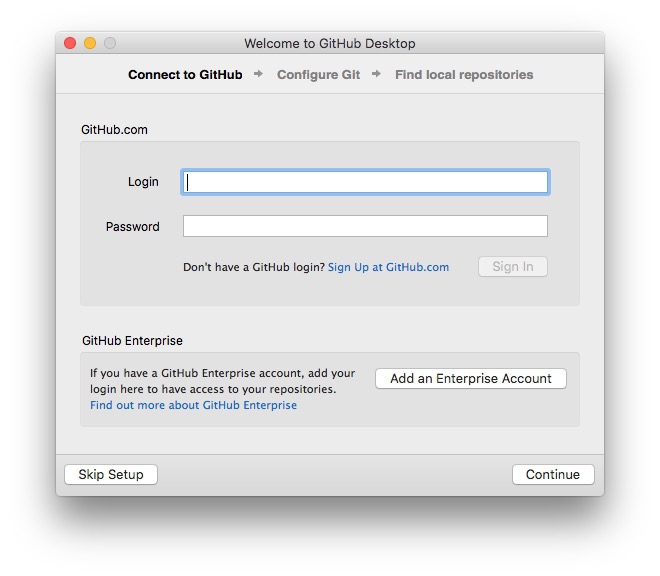 Welcome to GitHub Desktop
Connect to GitHub → Configure Git → Find local repositories
GitHub.com
Login
Password
Don't have a GitHub login? Sign Up at GitHub.com Sign In
GitHub Enterprise
If you have a GitHub Enterprise account, add your
login here to have access to your repositories.
Find out more about GitHub Enterprise
Add an Enterprise Account
Skip Setup Continue